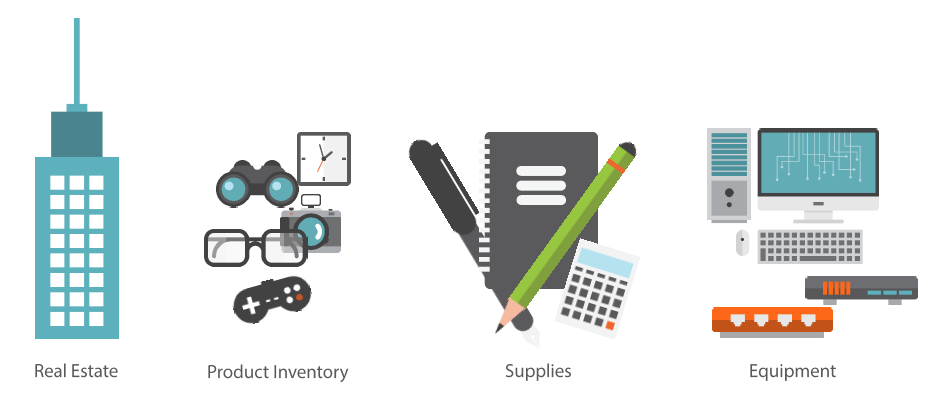 Real Estate
Product Inventory
Supplies
Equipment